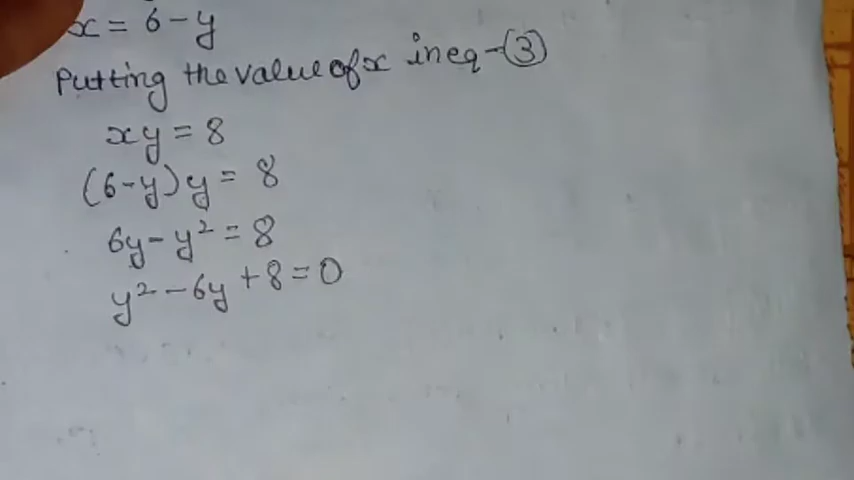 x = 6 - y
Putting the value of x in eq - (3)
xy = 8
(6-y) y = 8
6y - y² = 8
y² - 6y + 8 = 0